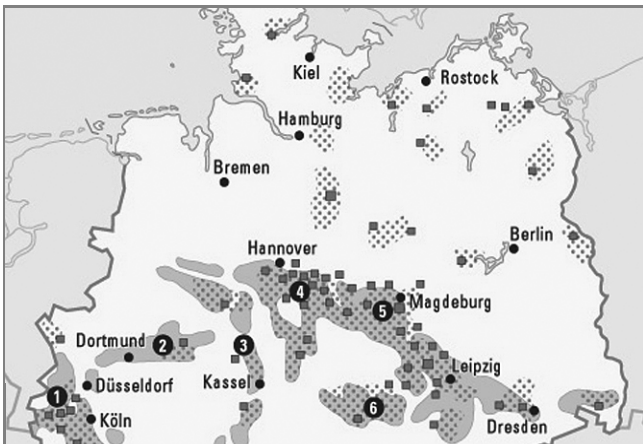 Kiel
Rostock
Hamburg
Bremen
Berlin
Hannover
4
Magdeburg
5
Dortmund
2
3
Düsseldorf
Kassel
Leipzig
1
Köln
6
Dresden